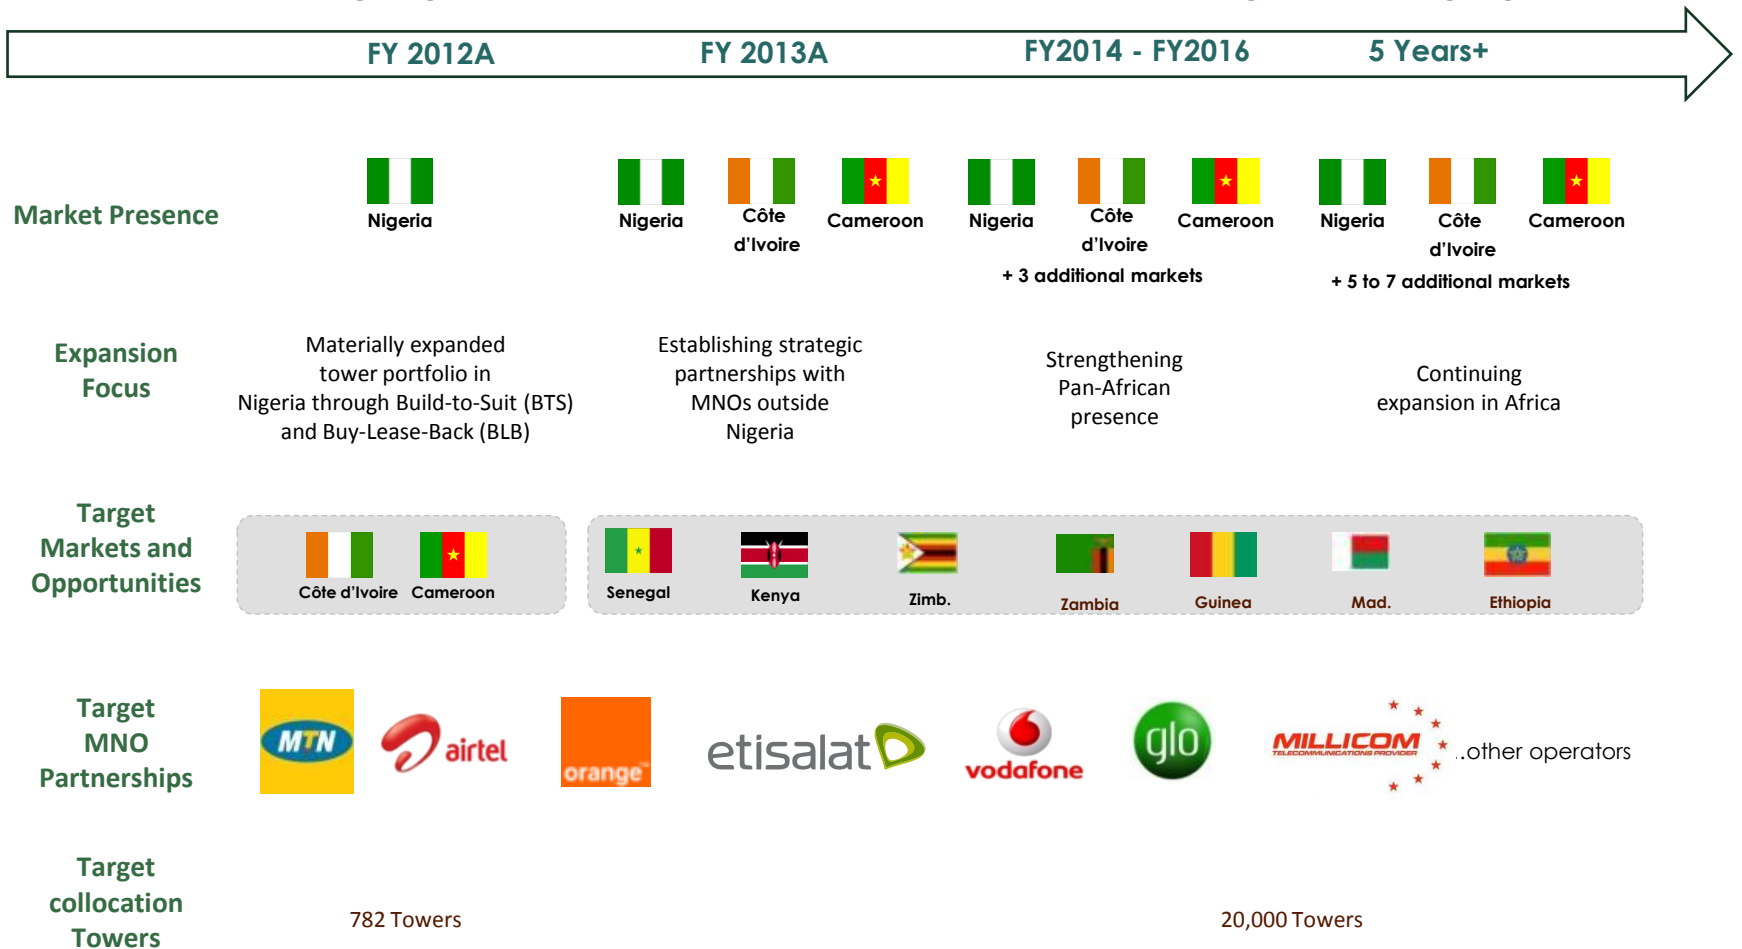 FY 2012A
FY 2013A
FY2014 - FY2016
5 Years+
Market Presence
Nigeria
Nigeria
Côte
d'Ivoire
Cameroon
Nigeria
Côte
d'Ivoire
Cameroon
+ 3 additional markets
Nigeria
Côte
d'Ivoire
Cameroon
+ 5 to 7 additional markets
Expansion
Focus
Materially expanded
tower portfolio in
Nigeria through Build-to-Suit (BTS)
and Buy-Lease-Back (BLB)
Establishing strategic
partnerships with
MNOs outside
Nigeria
Strengthening
Pan-African
presence
Continuing
expansion in Africa
Target
Markets and
Opportunities
Côte d'Ivoire
Cameroon
Senegal
Kenya
Zimb.
Zambia
Guinea
Mad.
Ethiopia
Target
MNO
Partnerships
MTN
airtel
orange™
etisalat
vodafone
glo
MILLICOM
TELECOMMUNICATIONS PROVIDER
..other operators
Target
collocation
Towers
782 Towers
20,000 Towers